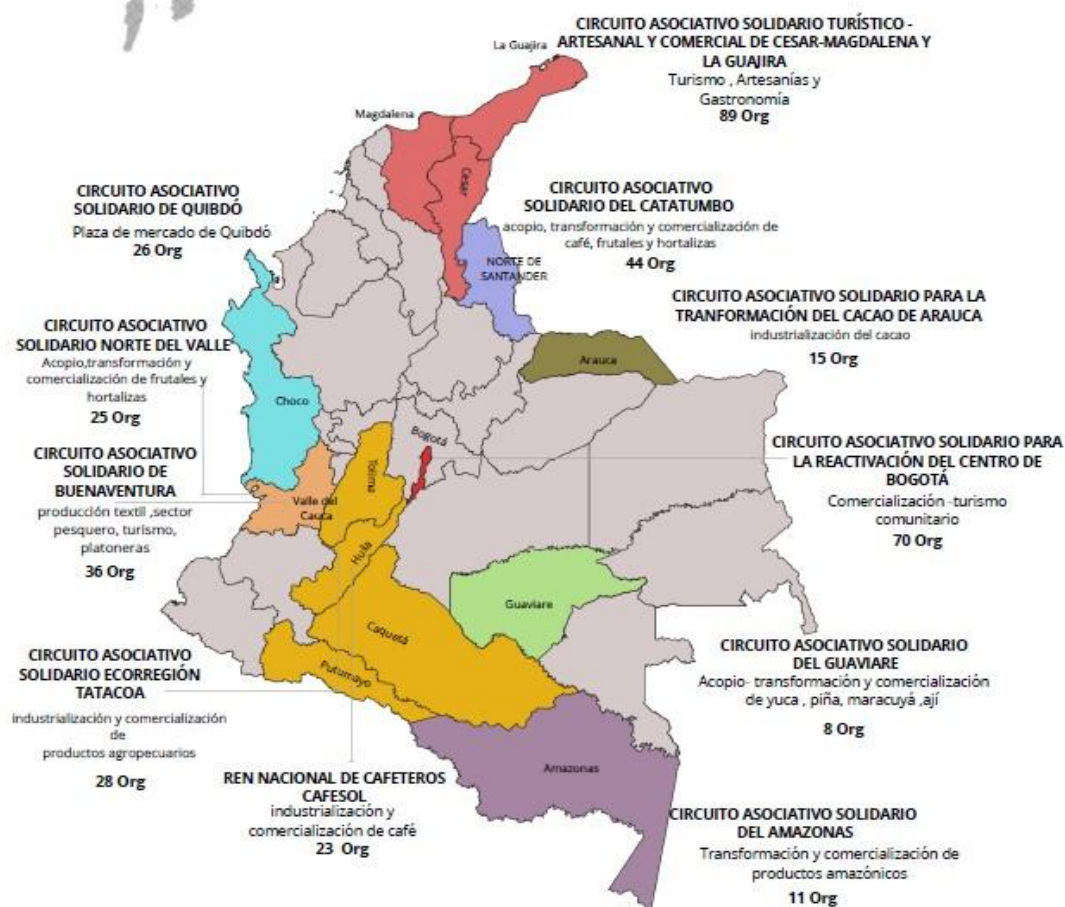 CIRCUITO ASOCIATIVO SOLIDARIO TURÍSTICO -
ARTESANAL Y COMERCIAL DE CESAR-MAGDALENA Y
LA GUAJIRA
Turismo , Artesanías y
Gastronomía
89 Org
La Guajira
Magdalena
Cesar
CIRCUITO ASOCIATIVO
SOLIDARIO DE QUIBDÓ
Plaza de mercado de Quibdó
26 Org
CIRCUITO ASOCIATIVO
SOLIDARIO DEL CATATUMBO
acopio, transformación y comercialización de
café, frutales y hortalizas
44 Org
NORTE DE
SANTANDER
CIRCUITO ASOCIATIVO SOLIDARIO PARA LA
TRANFORMACIÓN DEL CACAO DE ARAUCA
industrialización del cacao
15 Org
Arauca
CIRCUITO ASOCIATIVO
SOLIDARIO NORTE DEL VALLE
Acopio,transformación y
comercialización de frutales y
hortalizas
25 Org
Choco
Bogotá
CIRCUITO ASOCIATIVO SOLIDARIO PARA
LA REACTIVACIÓN DEL CENTRO DE
BOGOTÁ
Comercialización -turismo
comunitario
70 Org
CIRCUITO ASOCIATIVO
SOLIDARIO DE
BUENAVENTURA
producción textil ,sector
pesquero, turismo,
platoneras
36 Org
Tolima
Valle del
Cauca
Huila
Guaviare
Caquetá
Putumayo
CIRCUITO ASOCIATIVO SOLIDARIO
DEL GUAVIARE
Acopio- transformación y comercialización
de yuca , piña, maracuyá ,ají
8 Org
CIRCUITO ASOCIATIVO
SOLIDARIO ECORREGIÓN
TATACOA
industrialización y comercialización
de
productos agropecuarios
28 Org
REN NACIONAL DE CAFETEROS
CAFESOL
industrialización y
comercialización de café
23 Org
Amazonas
CIRCUITO ASOCIATIVO SOLIDARIO
DEL AMAZONAS
Transformación y comercialización de
productos amazónicos
11 Org